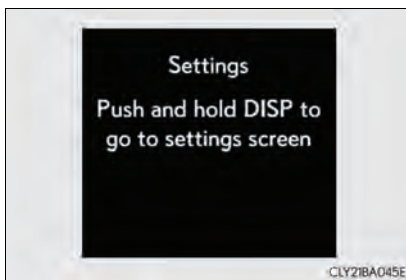 Settings
Push and hold DISP to
go to settings screen
CLY21BA045E